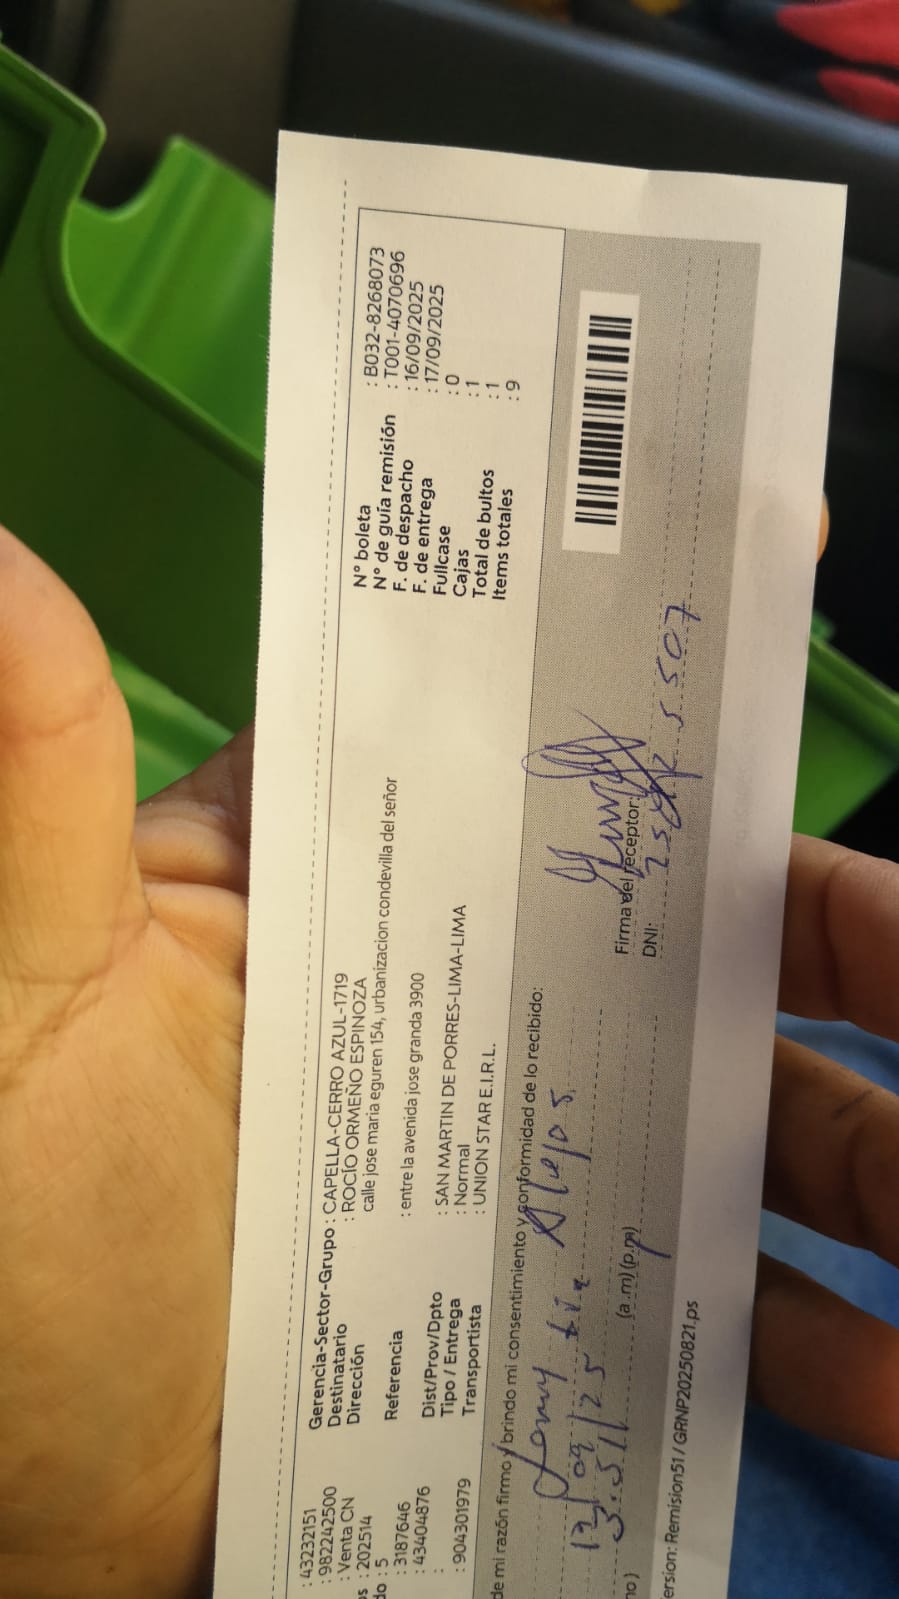 : 43232151
: 982242500
: Venta CN
os : 202514
do : 5
: 3187646
: 43404876
:
: 904301979
Gerencia-Sector-Grupo : CAPELLA-CERRO AZUL-1719
Destinatario : ROCÍO ORMEÑO ESPINOZA
Dirección calle jose maria eguren 154, urbanizacion condevilla del señor
Referencia : entre la avenida jose granda 3900
Dist/Prov/Dpto : SAN MARTIN DE PORRES-LIMA-LIMA
Tipo / Entrega : Normal
Transportista : UNION STAR E.I.R.L.
N° boleta : B032-8268073
N° de guía remisión : T001-4070696
F. de despacho : 16/09/2025
F. de entrega : 17/09/2025
Fullcase : 0
Cajas : 1
Total de bultos : 1
Items totales : 9
de mi razón firmo y brindo mi consentimiento y conformidad de lo recibido:
Alejos
/09/25
3:51 (a.m) (p.m)
Firma del receptor:
DNI: 5507
no)
ersion: Remision51 / GRNP20250821.ps